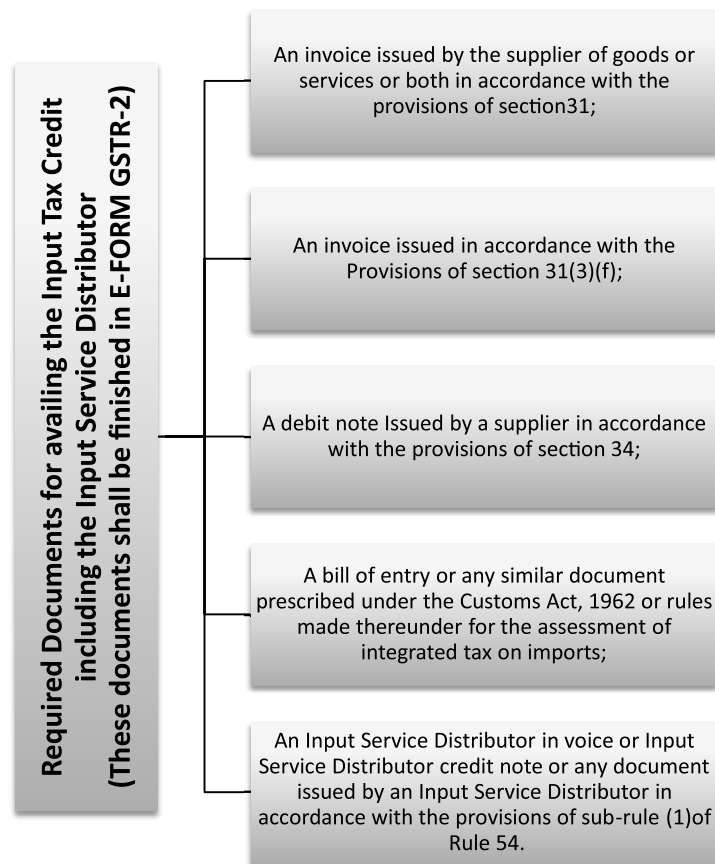 Required Documents for availing the Input Tax Credit
including the Input Service Distributor
(These documents shall be finished in E-FORM GSTR-2)
An invoice issued by the supplier of goods or
services or both in accordance with the
provisions of section31;
An invoice issued in accordance with the
Provisions of section 31(3)(f);
A debit note Issued by a supplier in accordance
with the provisions of section 34;
A bill of entry or any similar document
prescribed under the Customs Act, 1962 or rules
made thereunder for the assessment of
integrated tax on imports;
An Input Service Distributor in voice or Input
Service Distributor credit note or any document
issued by an Input Service Distributor in
accordance with the provisions of sub-rule (1)of
Rule 54.